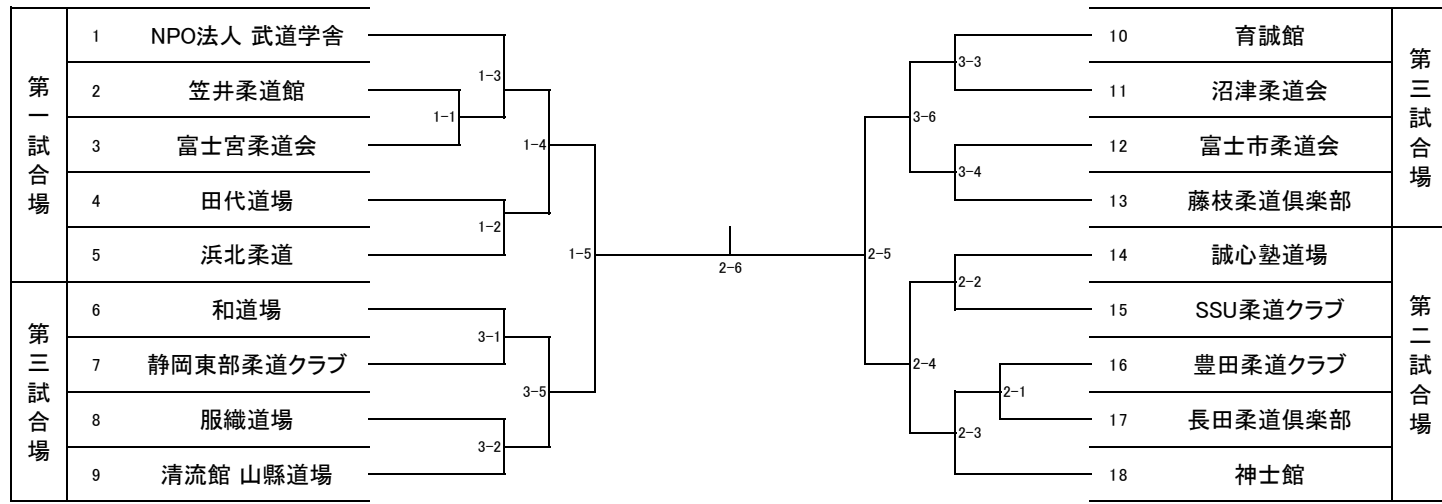 第一試合場
1 NPO法人 武道学舎
2 笠井柔道館
3 富士宮柔道会
4 田代道場
5 浜北柔道
第三試合場
6 和道場
7 静岡東部柔道クラブ
8 服織道場
9 清流館 山縣道場
1-3
1-1
1-4
1-2
1-5
3-1
3-5
3-2
2-6
3-3
3-6
3-4
2-5
2-2
2-4
2-1
2-3
第三試合場
10 育誠館
11 沼津柔道会
12 富士市柔道会
13 藤枝柔道倶楽部
第二試合場
14 誠心塾道場
15 SSU柔道クラブ
16 豊田柔道クラブ
17 長田柔道倶楽部
18 神士館